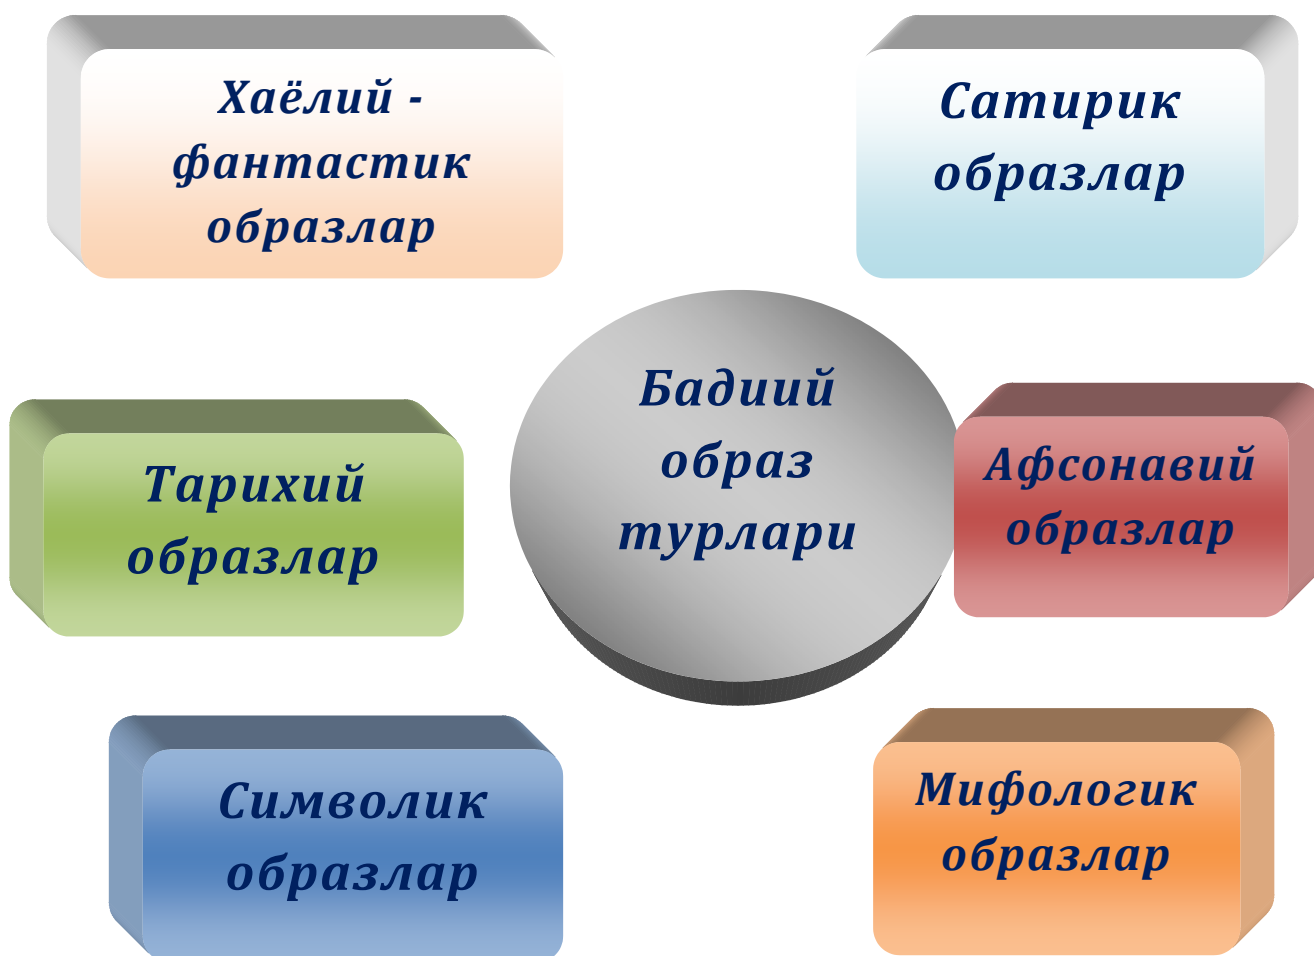 Хаёлий -
фантастик
образлар
Сатирик
образлар
Бадиий
образ
турлари
Тарихий
образлар
Афсонавий
образлар
Символик
образлар
Мифологик
образлар